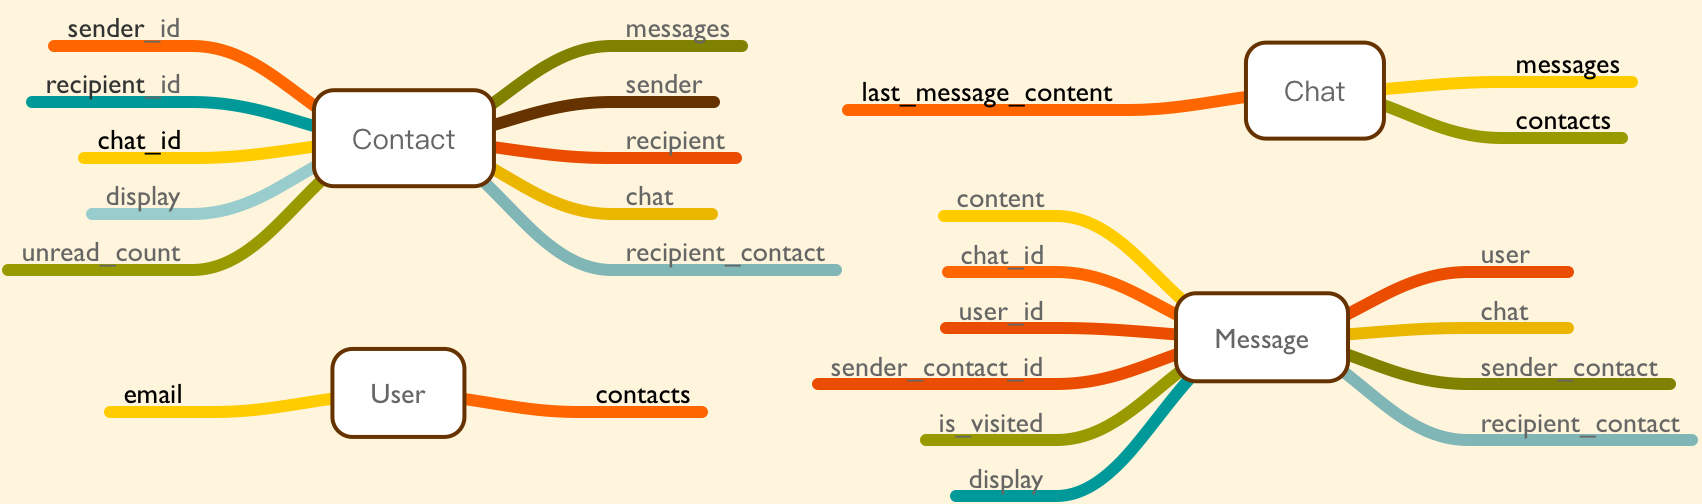 sender_id
recipient_id
chat_id
display
unread_count
Contact
messages
sender
recipient
chat
recipient_contact
last_message_content
Chat
messages
contacts
email
User
contacts
content
chat_id
user_id
sender_contact_id
is_visited
display
Message
user
chat
sender_contact
recipient_contact